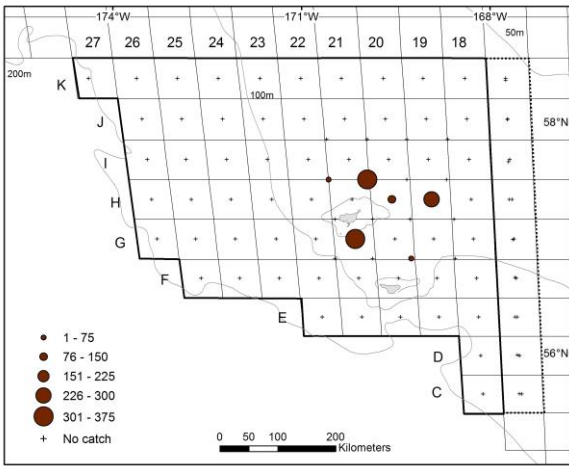 174°W 171°W 168°W
27 26 25 24 23 22 21 20 19 18
50m
200m
K
100m
J
58°N
I
H
G
F
E
1 - 75
76 - 150
D
56°N
151 - 225
226 - 300
C
301 - 375
No catch
0 50 100 200
Kilometers